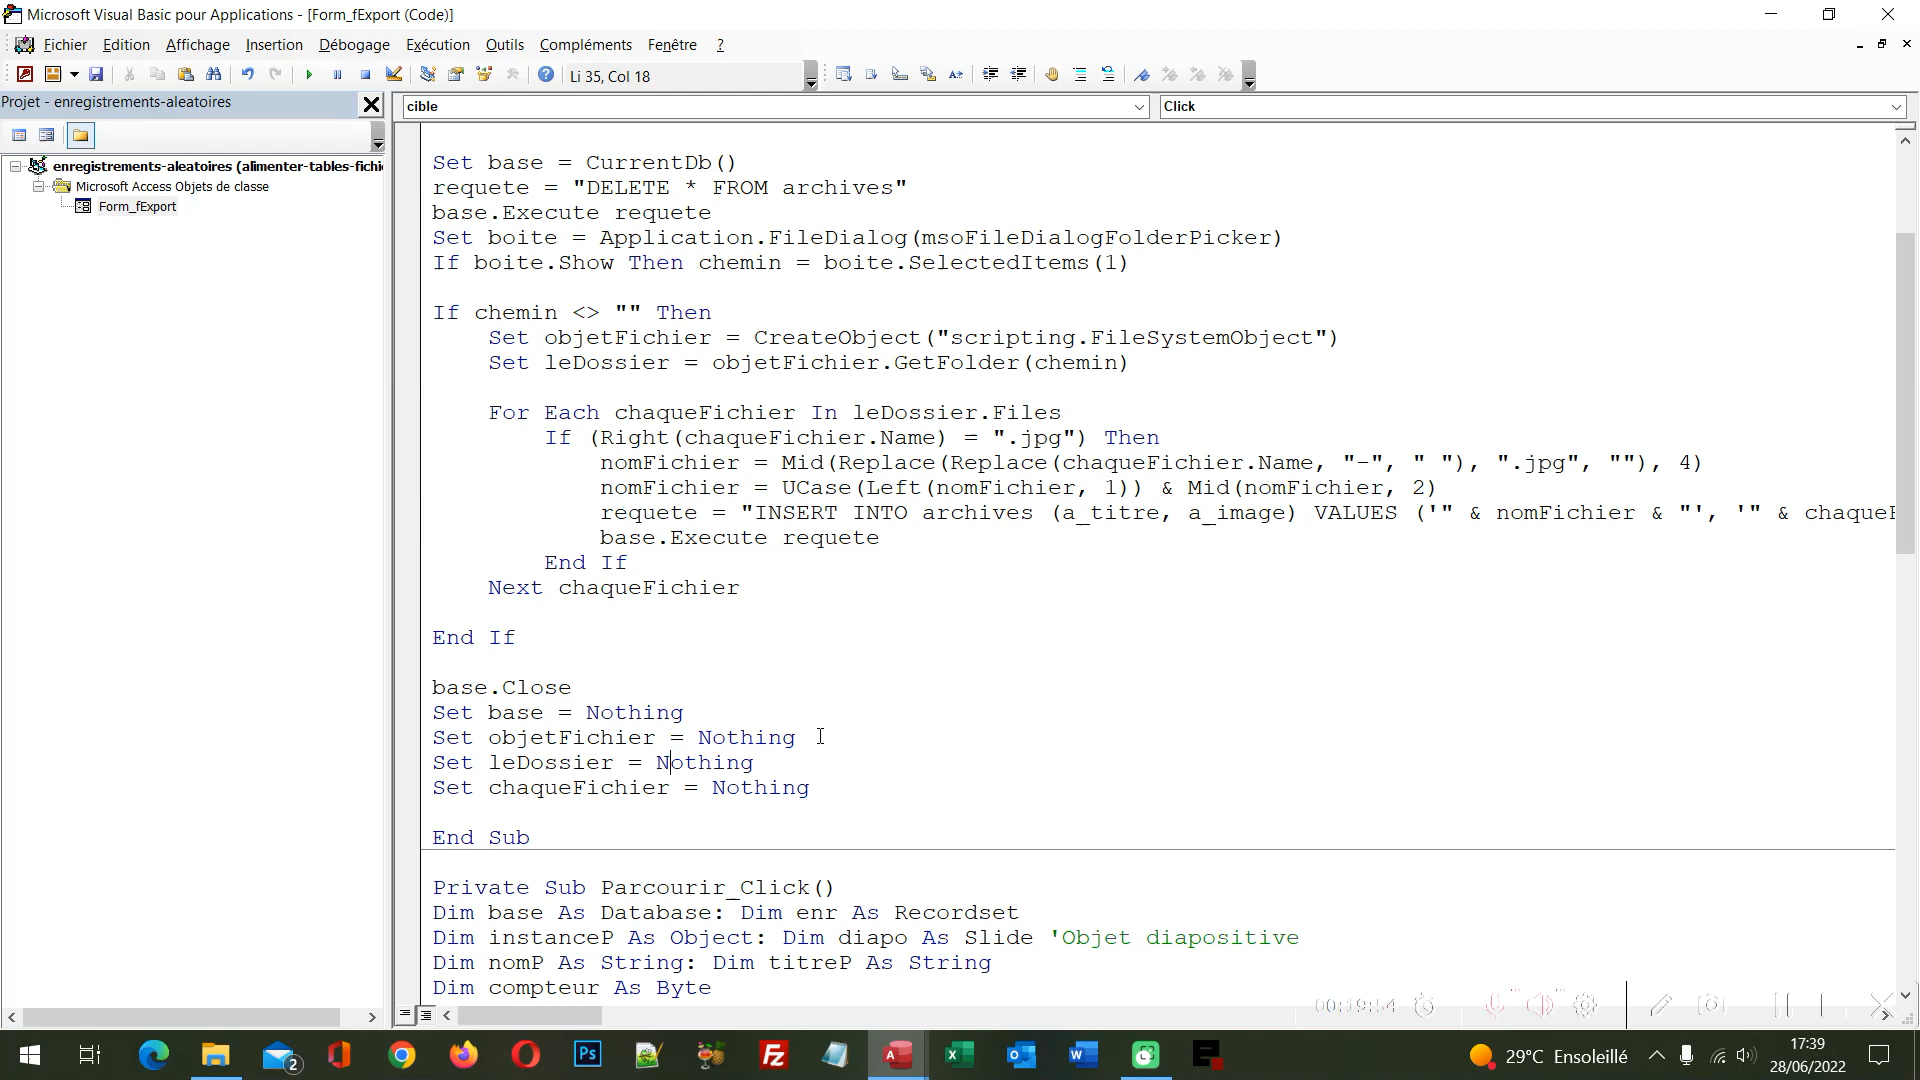 Microsoft Visual Basic pour Applications - [Form_fExport (Code)]
Fichier Edition Affichage Insertion Débogage Exécution Outils Compléments Fenêtre ?
Li 35, Col 18
Projet - enregistrements-aleatoires
cible
Click
enregistrements-aleatoires (alimenter-tables-fichi
Microsoft Access Objets de classe
Form_fExport
Set base = CurrentDb()
requete = "DELETE * FROM archives"
base.Execute requete
Set boite = Application.FileDialog(msoFileDialogFolderPicker)
If boite.Show Then chemin = boite.SelectedItems(1)
If chemin <> "" Then
Set objetFichier = CreateObject("scripting.FileSystemObject")
Set leDossier = objetFichier.GetFolder(chemin)
For Each chaqueFichier In leDossier.Files
If (Right(chaqueFichier.Name) = ".jpg") Then
nomFichier = Mid(Replace(Replace(chaqueFichier.Name, "-", " "), ".jpg", ""), 4)
nomFichier = UCase(Left(nomFichier, 1)) & Mid(nomFichier, 2)
requete = "INSERT INTO archives (a_titre, a_image) VALUES ('" & nomFichier & "', '" & chaqueF
base.Execute requete
End If
Next chaqueFichier
End If
base.Close
Set base = Nothing
Set objetFichier = Nothing
Set leDossier = Nothing
Set chaqueFichier = Nothing
End Sub
Private Sub Parcourir_Click()
Dim base As Database: Dim enr As Recordset
Dim instanceP As Object: Dim diapo As Slide 'Objet diapositive
Dim nomP As String: Dim titreP As String
Dim compteur As Byte
00:19:54
2
Ps
Fz
29°C Ensoleillé
17:39
28/06/2022